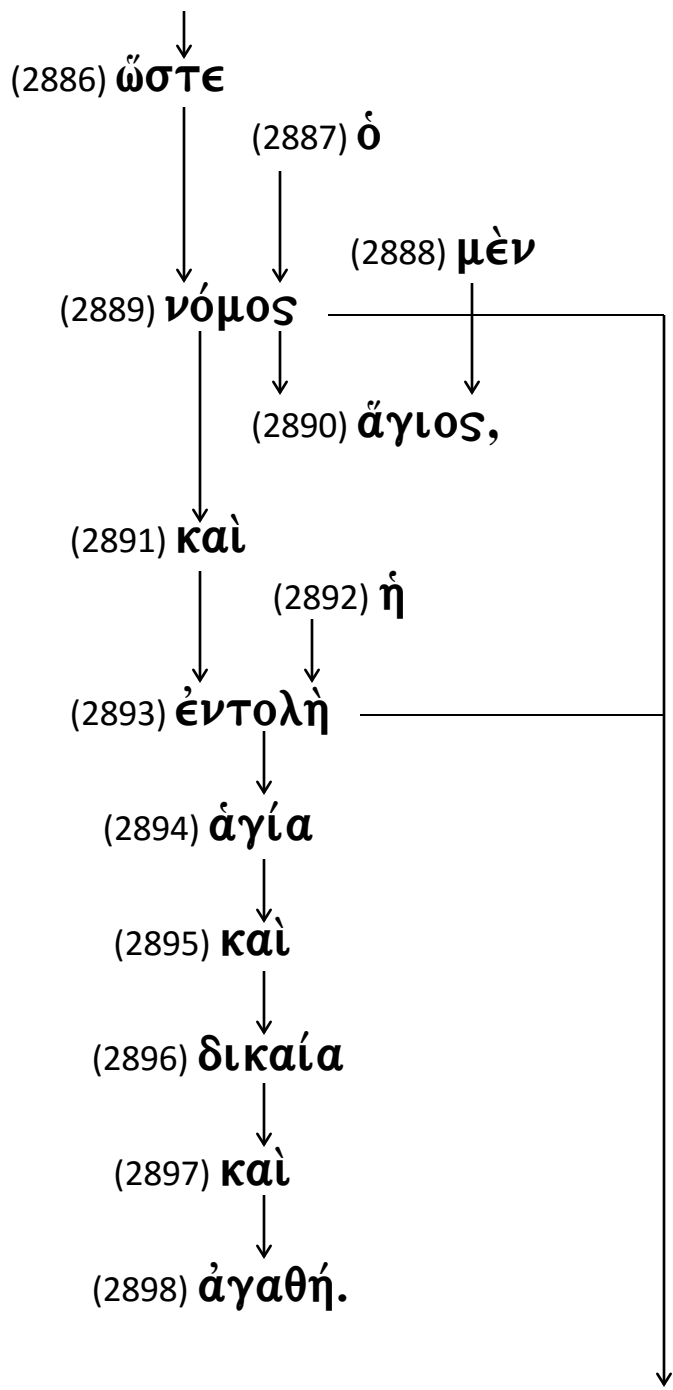 (2886) ὥστε
(2887) ὁ
(2888) μὲν
(2889) νόμος
(2890) ἅγιος,
(2891) καὶ
(2892) ἡ
(2893) ἐντολὴ
(2894) ἁγία
(2895) καὶ
(2896) δικαία
(2897) καὶ
(2898) ἀγαθή.